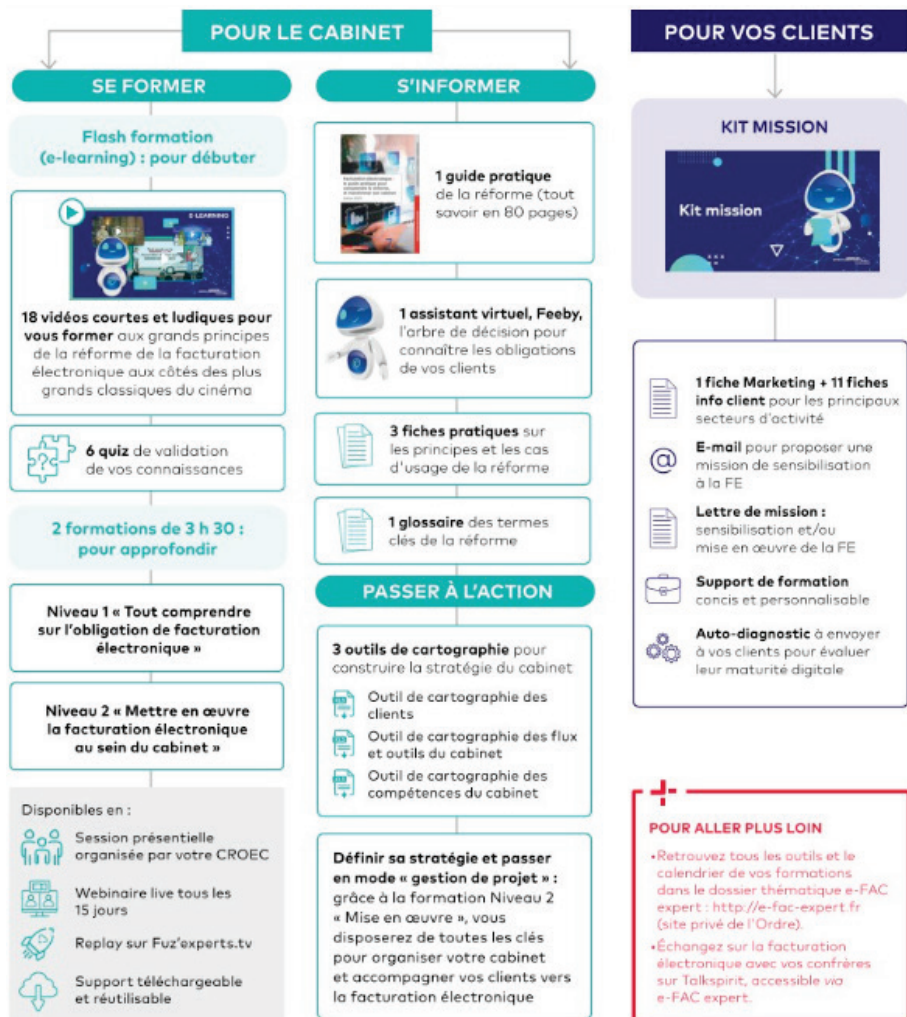 POUR LE CABINET
SE FORMER
Flash formation
(e-learning) : pour débuter
E-LEARNING
18 vidéos courtes et ludiques pour
vous former aux grands principes
de la réforme de la facturation
électronique aux côtés des plus
grands classiques du cinéma
6 quiz de validation
de vos connaissances
2 formations de 3 h 30 :
pour approfondir
Niveau 1 « Tout comprendre
sur l'obligation de facturation
électronique »
Niveau 2 « Mettre en œuvre
la facturation électronique
au sein du cabinet »
Disponibles en :
Session présentielle
organisée par votre CROEC
Webinaire live tous les
15 jours
Replay sur Fuz'experts.tv
Support téléchargeable
et réutilisable
S'INFORMER
1 guide pratique
de la réforme (tout
savoir en 80 pages)
1 assistant virtuel, Feeby,
l'arbre de décision pour
connaître les obligations
de vos clients
3 fiches pratiques sur
les principes et les cas
d'usage de la réforme
1 glossaire des termes
clés de la réforme
PASSER À L'ACTION
3 outils de cartographie pour
construire la stratégie du cabinet
Outil de cartographie des
clients
Outil de cartographie des flux
et outils du cabinet
Outil de cartographie des
compétences du cabinet
Définir sa stratégie et passer
en mode « gestion de projet » :
grâce à la formation Niveau 2
« Mise en œuvre », vous
disposerez de toutes les clés
pour organiser votre cabinet
et accompagner vos clients vers
la facturation électronique
POUR VOS CLIENTS
KIT MISSION
Kit mission
1 fiche Marketing + 11 fiches
info client pour les principaux
secteurs d'activité
@
E-mail pour proposer une
mission de sensibilisation
à la FE
Lettre de mission :
sensibilisation et/ou
mise en œuvre de la FE
Support de formation
concis et personnalisable
Auto-diagnostic à envoyer
à vos clients pour évaluer
leur maturité digitale
POUR ALLER PLUS LOIN
•Retrouvez tous les outils et le
calendrier de vos formations
dans le dossier thématique e-FAC
expert : http://e-fac-expert.fr
(site privé de l'Ordre).
•Échangez sur la facturation
électronique avec vos confrères
sur Talkspirit, accessible via
e-FAC expert.